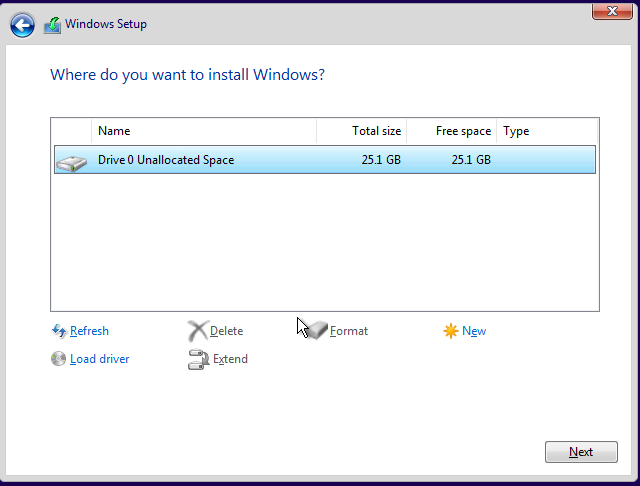 Windows Setup
Where do you want to install Windows?
Name Total size Free space Type
Drive 0 Unallocated Space 25.1 GB 25.1 GB
Refresh Delete Format New
Load driver Extend
Next